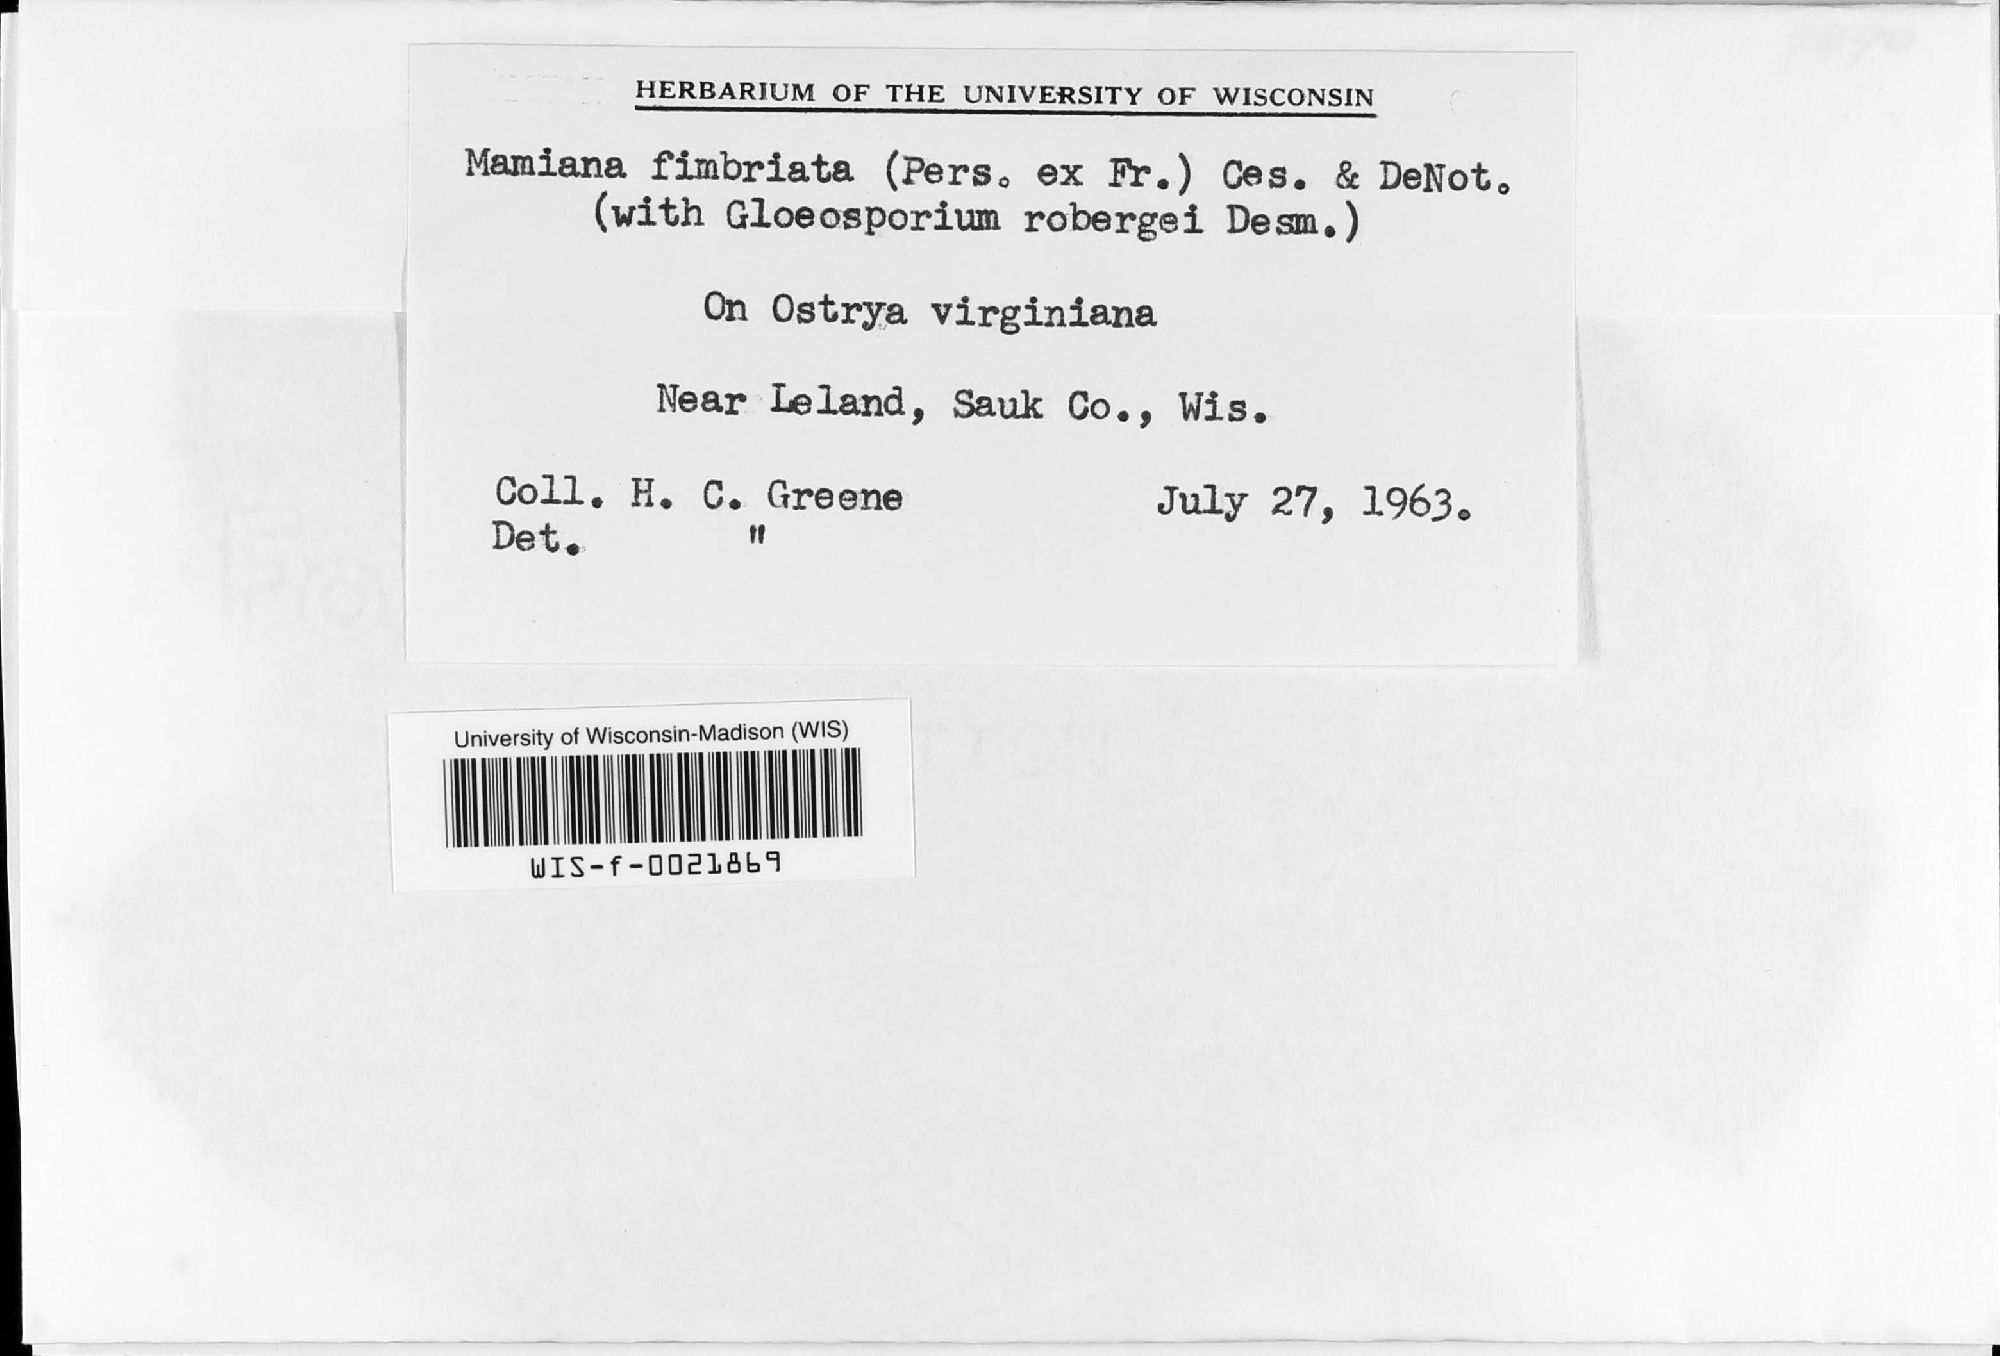 HERBARIUM OF THE UNIVERSITY OF WISCONSIN
Mamiana fimbriata (Pers. ex Fr.) Ces. & DeNot.
(with Gloeosporium robergei Desm.)
On Ostrya virginiana
Near Leland, Sauk Co., Wis.
Coll. H. C. Greene July 27, 1963.
Det. "
University of Wisconsin-Madison (WIS)
WIS-f-0021869